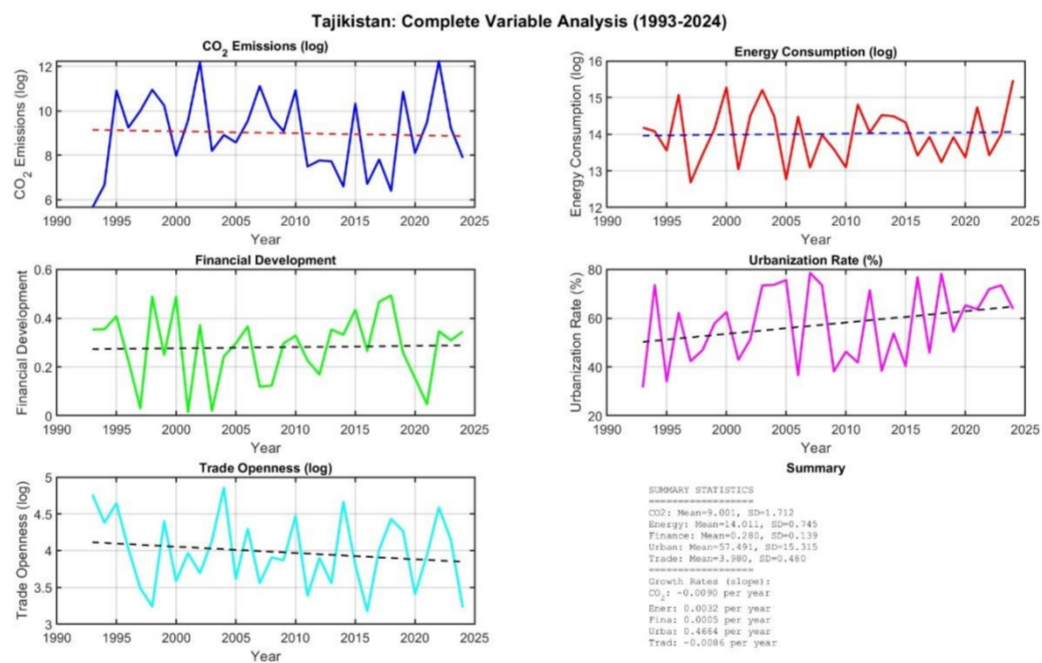 Tajikistan: Complete Variable Analysis (1993-2024)
CO2 Emissions (log)
CO2 Emissions (log)
12
10
8
6
1990 1995 2000 2005 2010 2015 2020 2025
Year
Energy Consumption (log)
Energy Consumption (log)
16
15
14
13
12
1990 1995 2000 2005 2010 2015 2020 2025
Year
Financial Development
Financial Development
0.6
0.4
0.2
0
1990 1995 2000 2005 2010 2015 2020 2025
Year
Urbanization Rate (%)
Urbanization Rate (%)
80
60
40
20
1990 1995 2000 2005 2010 2015 2020 2025
Year
Trade Openness (log)
Trade Openness (log)
5
4.5
4
3.5
3
1990 1995 2000 2005 2010 2015 2020 2025
Year
Summary
SUMMARY STATISTICS
==================
CO2: Mean=9.001, SD=1.712
Energy: Mean=14.011, SD=0.745
Finance: Mean=0.280, SD=0.139
Urban: Mean=57.491, SD=15.315
Trade: Mean=3.980, SD=0.480
==================
Growth Rates (slope):
CO2: -0.0090 per year
Ener: 0.0032 per year
Fina: 0.0005 per year
Urba: 0.4664 per year
Trad: -0.0086 per year